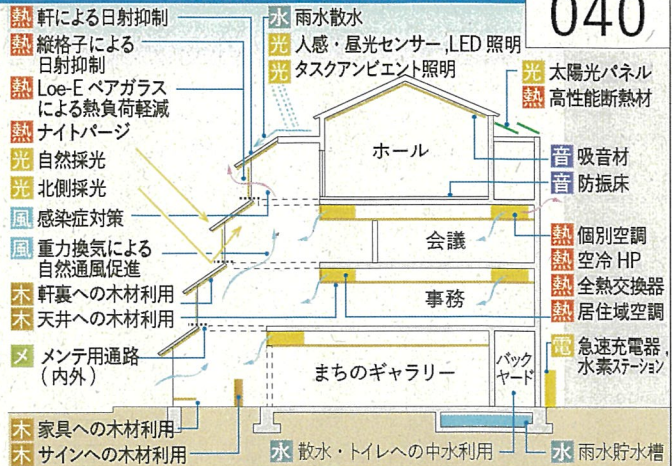 040
熱 軒による日射抑制
熱 縦格子による
日射抑制
熱 Loe-E ペアガラス
による熱負荷軽減
熱 ナイトパージ
光 自然採光
光 北側採光
風 感染症対策
風 重力換気による
自然通風促進
木 軒裏への木材利用
木 天井への木材利用
メ メンテ用通路
(内外)
木 家具への木材利用
木 サインへの木材利用
水 雨水散水
光 人感・昼光センサー,LED 照明
光 タスクアンビエント照明
ホール
会議
事務
まちのギャラリー
バック
ヤード
水 散水・トイレへの中水利用
光 太陽光パネル
熱 高性能断熱材
音 吸音材
音 防振床
熱 個別空調
熱 空冷 HP
熱 全熱交換器
熱 居住域空調
電 急速充電器,
水素ステーション
水 雨水貯水槽